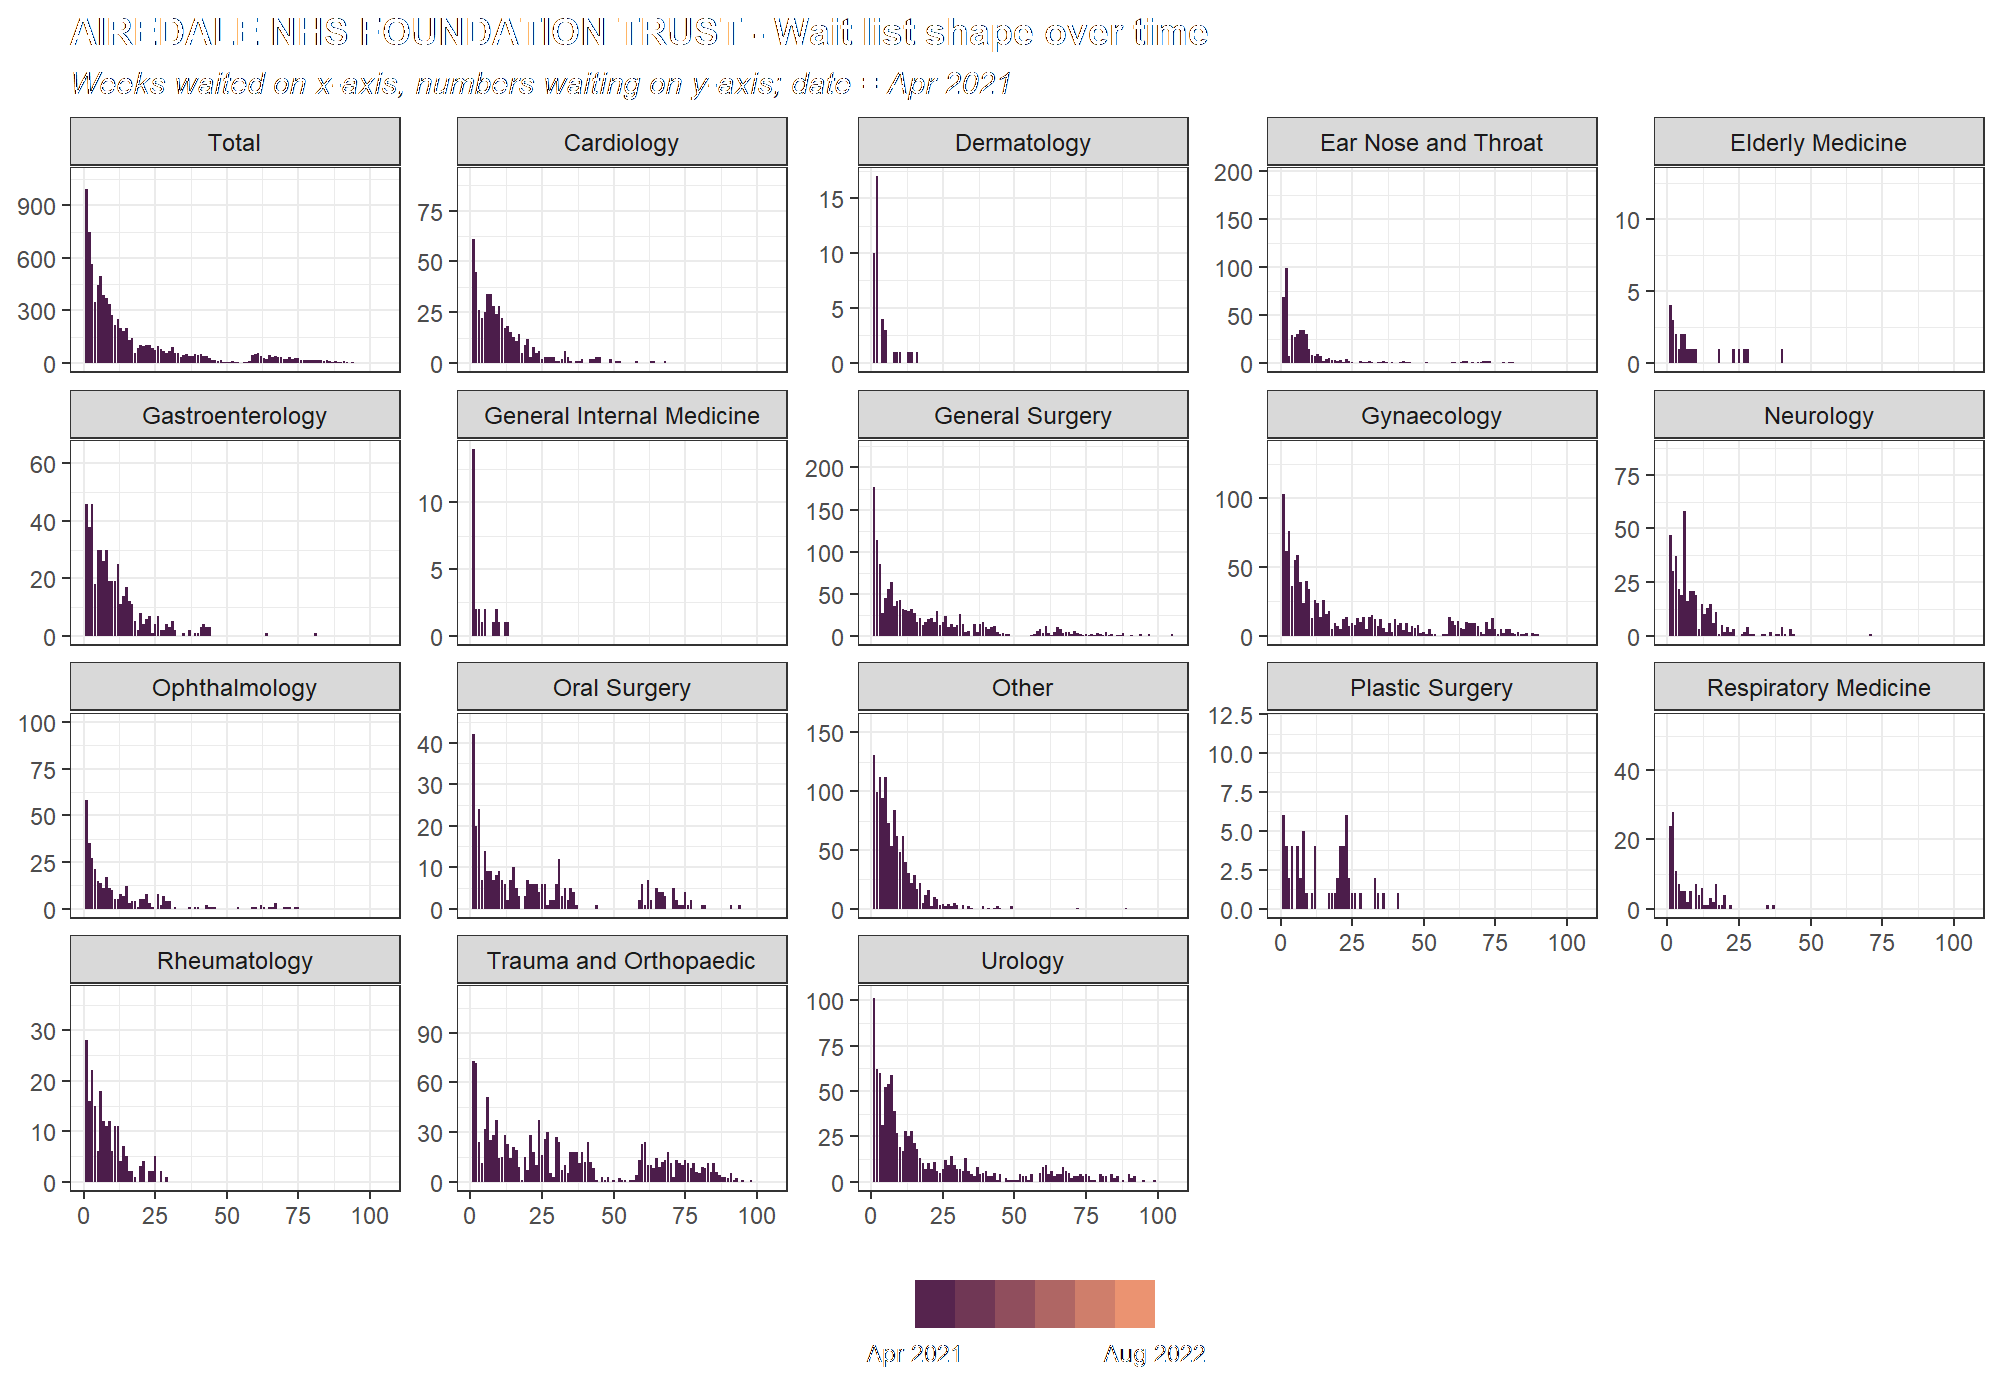 AIREDALE NHS FOUNDATION TRUST - Wait list shape over time
Weeks waited on x-axis, numbers waiting on y-axis; date = Apr 2021
Total
Cardiology
Dermatology
Ear Nose and Throat
Elderly Medicine
900
600
300
0
75
50
25
0
15
10
5
0
200
150
100
50
0
10
5
0
Gastroenterology
General Internal Medicine
General Surgery
Gynaecology
Neurology
60
40
20
0
10
5
0
200
150
100
50
0
100
50
0
75
50
25
0
Ophthalmology
Oral Surgery
Other
Plastic Surgery
Respiratory Medicine
100
75
50
25
0
40
30
20
10
0
150
100
50
0
12.5
10.0
7.5
5.0
2.5
0.0
0 25 50 75 100
40
20
0
0 25 50 75 100
Rheumatology
Trauma and Orthopaedic
Urology
30
20
10
0
0 25 50 75 100
90
60
30
0
0 25 50 75 100
100
75
50
25
0
0 25 50 75 100
Apr 2021
Aug 2022